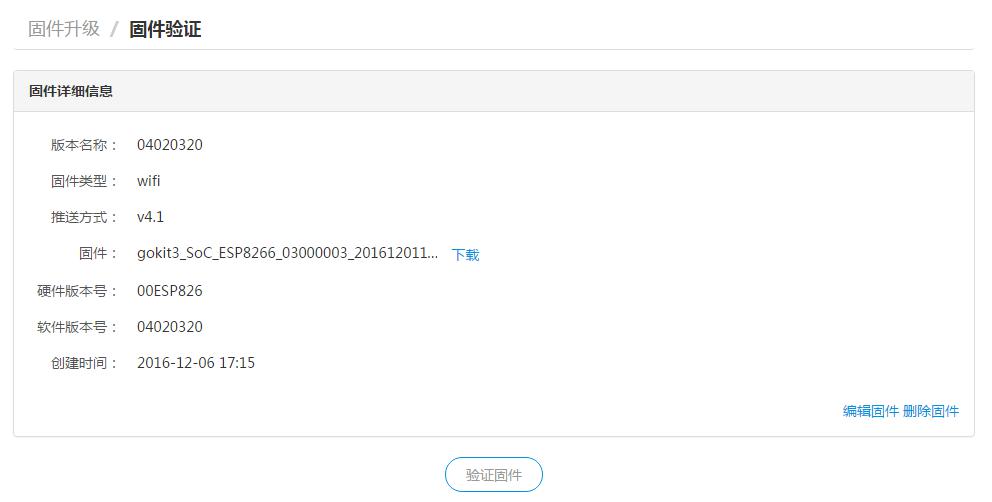 固件升级 / 固件验证
固件详细信息
版本名称： 04020320
固件类型： wifi
推送方式： v4.1
固件： gokit3_SoC_ESP8266_03000003_201612011... 下载
硬件版本号： 00ESP826
软件版本号： 04020320
创建时间： 2016-12-06 17:15
编辑固件 删除固件
验证固件